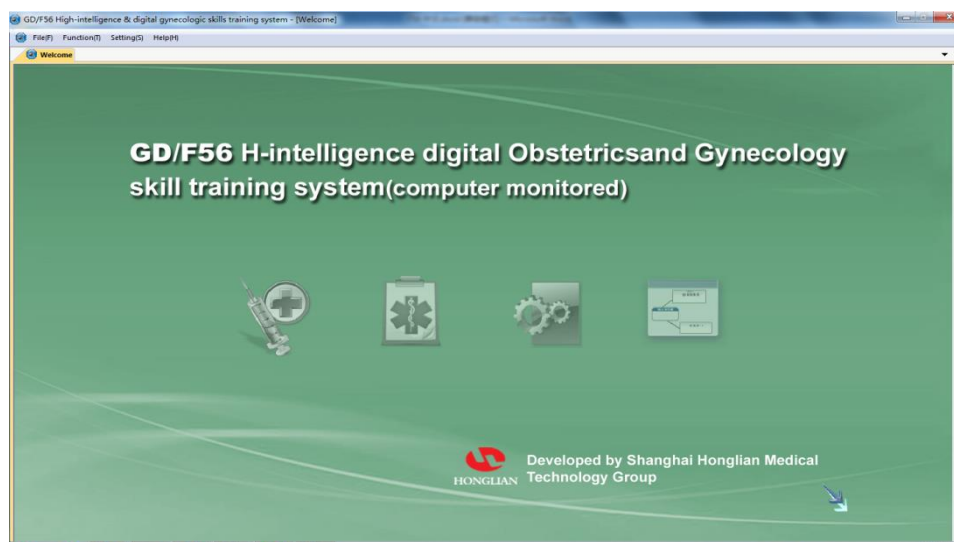 GD/F56 High-intelligence & digital gynecologic skills training system - [Welcome]
File(F) Function(T) Setting(S) Help(H)
Welcome
GD/F56 H-intelligence digital Obstetricsand Gynecology
skill training system(computer monitored)
HONGLIAN
Developed by Shanghai Honglian Medical
Technology Group